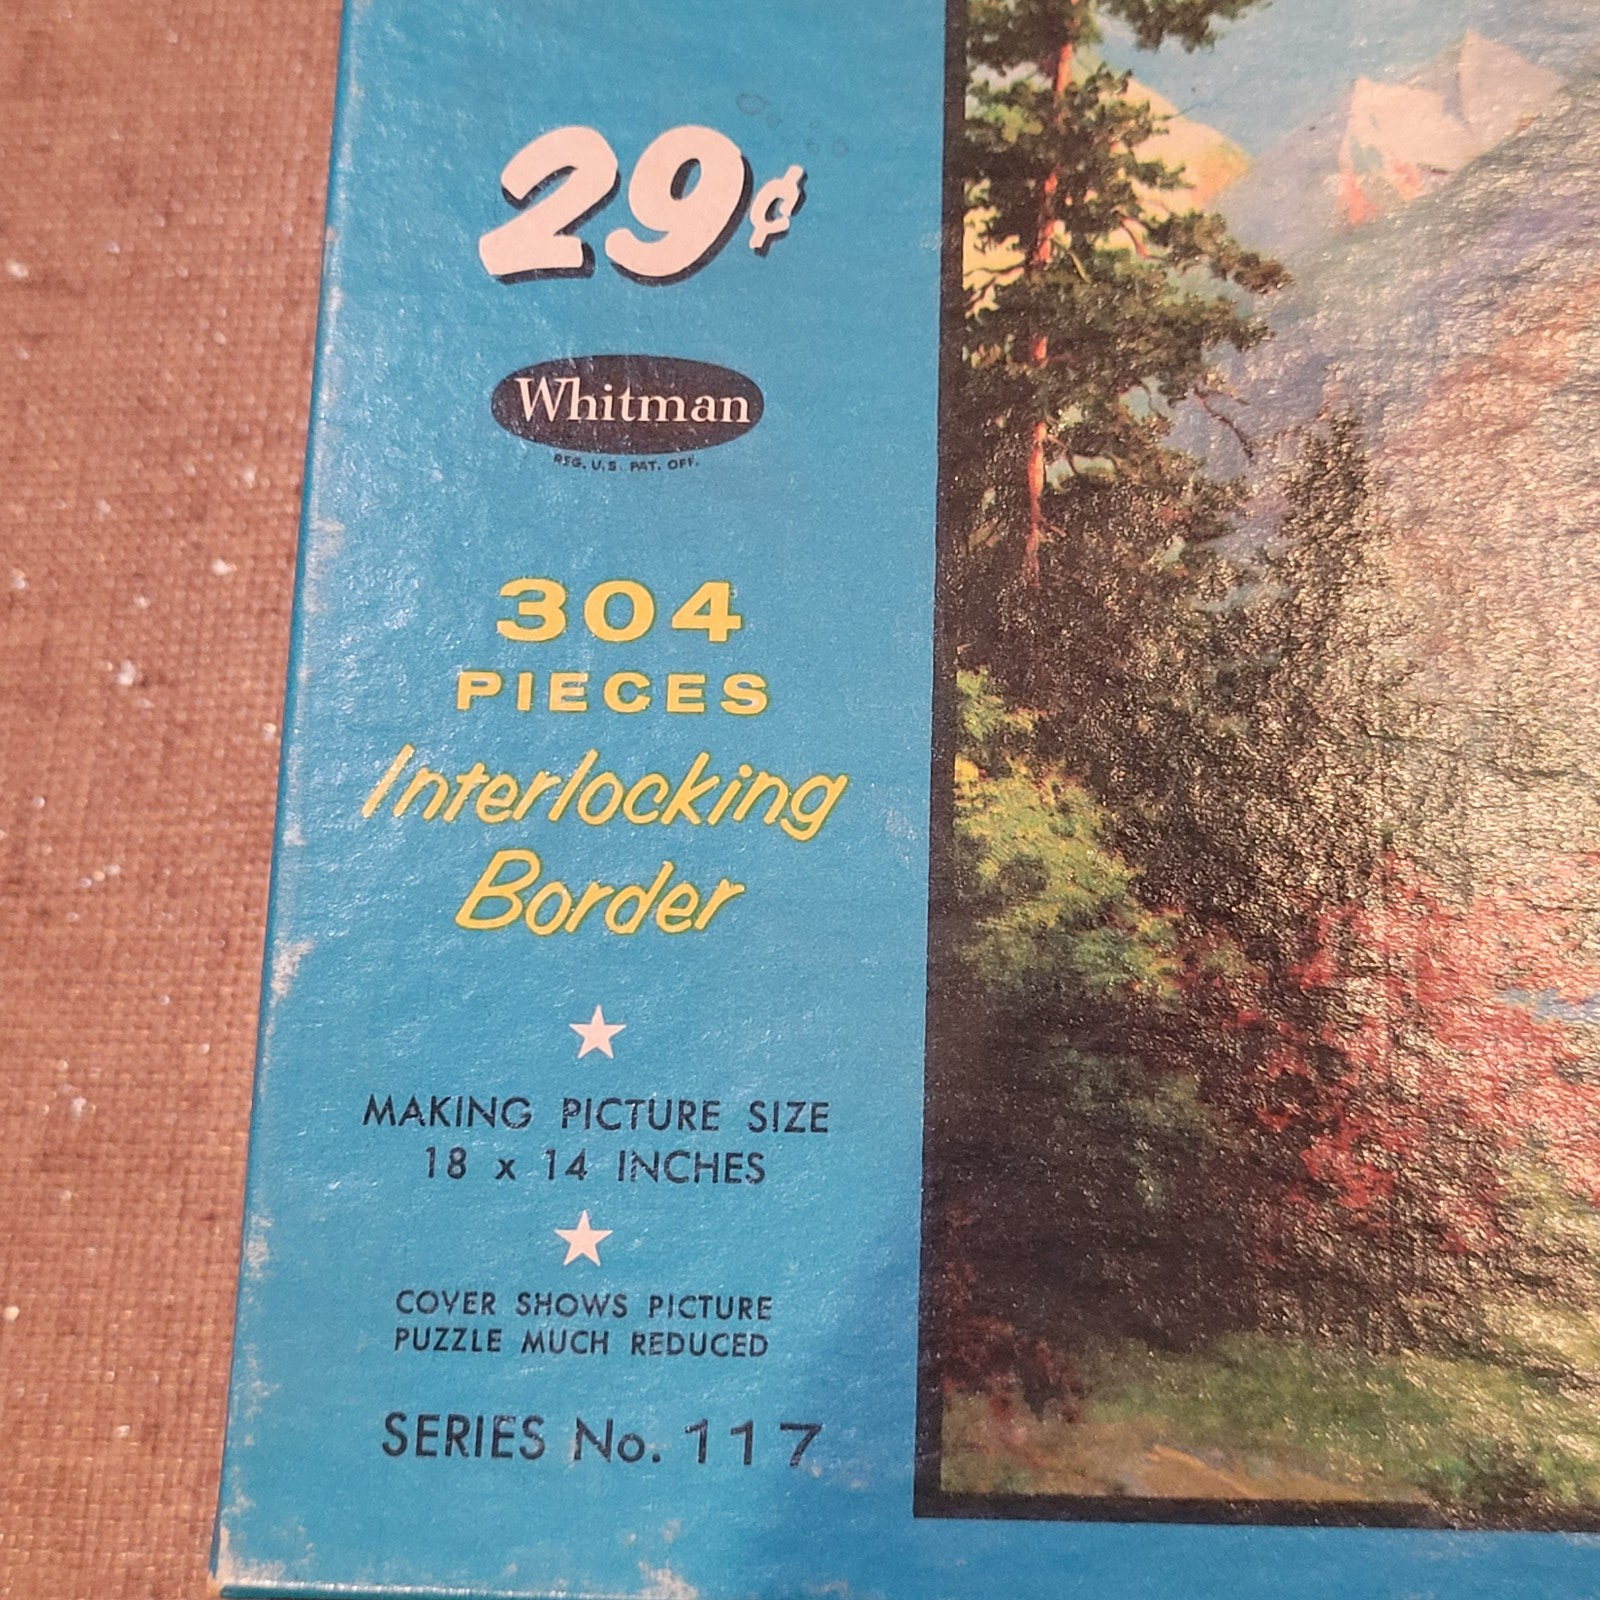 29¢
Whitman
REG. U.S. PAT. OFF.
304
PIECES
Interlocking
Border
MAKING PICTURE SIZE
18 x 14 INCHES
COVER SHOWS PICTURE
PUZZLE MUCH REDUCED
SERIES No. 117